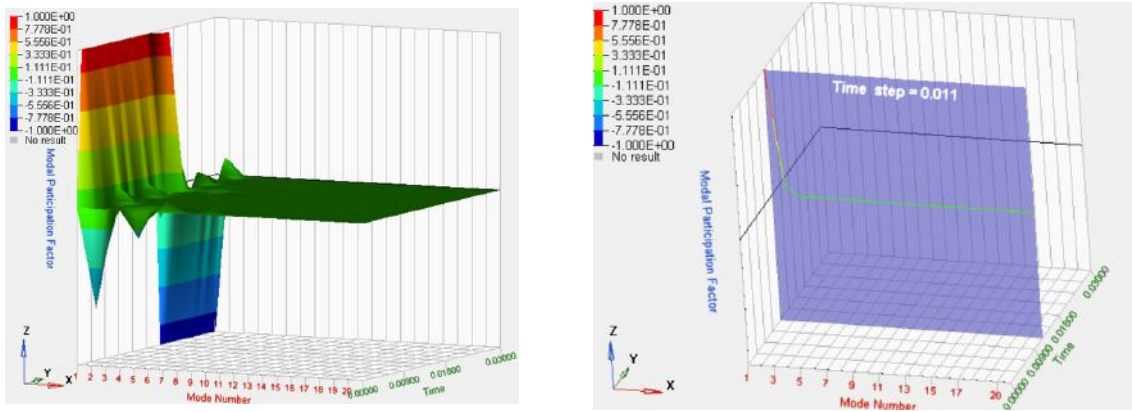 1.000E+00
7.778E-01
5.556E-01
3.333E-01
1.111E-01
-1.111E-01
-3.333E-01
-5.556E-01
-7.778E-01
-1.000E+00
No result
Modal Participation Factor
Z
Y
X
1 2 3 4 5 6 7 8 9 10 11 12 13 14 15 16 17 18 19 20
Mode Number
0.00000 0.00900 0.01800 0.03000
Time
1.000E+00
7.778E-01
5.556E-01
3.333E-01
1.111E-01
-1.111E-01
-3.333E-01
-5.556E-01
-7.778E-01
-1.000E+00
No result
Time step = 0.011
Modal Participation Factor
Z
Y
X
1 3 5 7 9 11 13 15 17 20
Mode Number
0.00000 0.00900 0.01800 0.03000
Time